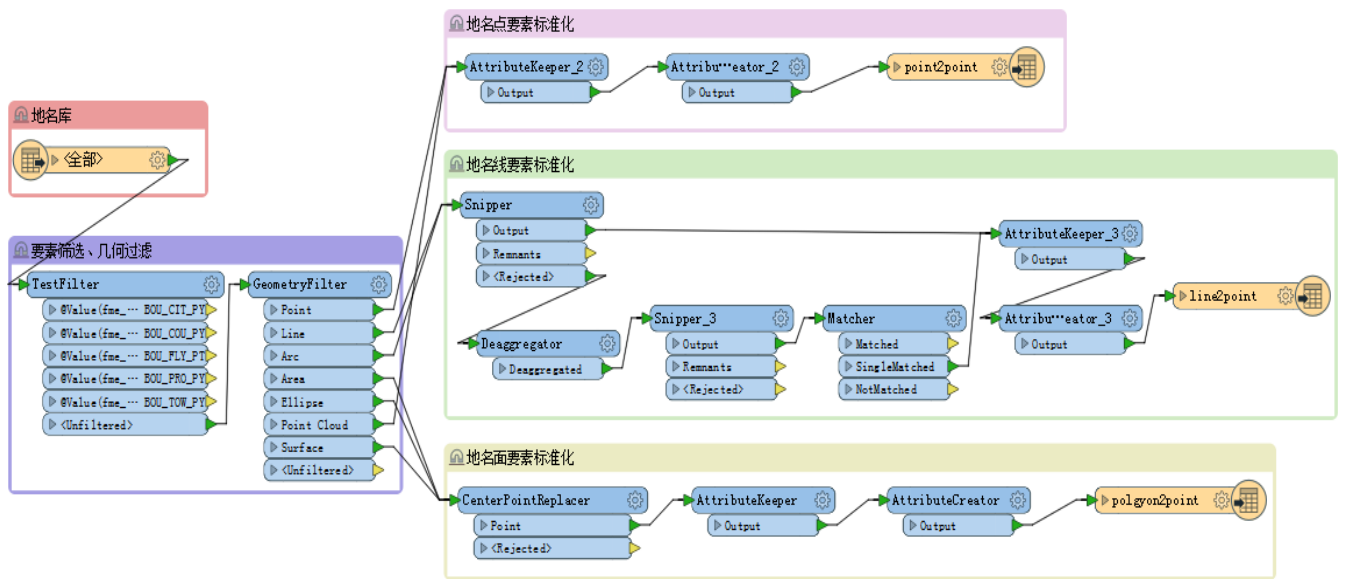 地名库
<全部>
要素筛选、几何过滤
TestFilter
@Value(fme_… BOU_CIT_PY
@Value(fme_… BOU_COU_PY
@Value(fme_… BOU_FLY_PT
@Value(fme_… BOU_PRO_PY
@Value(fme_… BOU_TOW_PY
<Unfiltered>
GeometryFilter
Point
Line
Arc
Area
Ellipse
Point Cloud
Surface
<Unfiltered>
地名点要素标准化
AttributeKeeper_2
Output
Attribu…eator_2
Output
point2point
地名线要素标准化
Snipper
Output
Remnants
<Rejected>
Deaggregator
Deaggregated
Snipper_3
Output
Remnants
<Rejected>
Matcher
Matched
SingleMatched
NotMatched
AttributeKeeper_3
Output
Attribu…eator_3
Output
line2point
地名面要素标准化
CenterPointReplacer
Point
<Rejected>
AttributeKeeper
Output
AttributeCreator
Output
polgyon2point